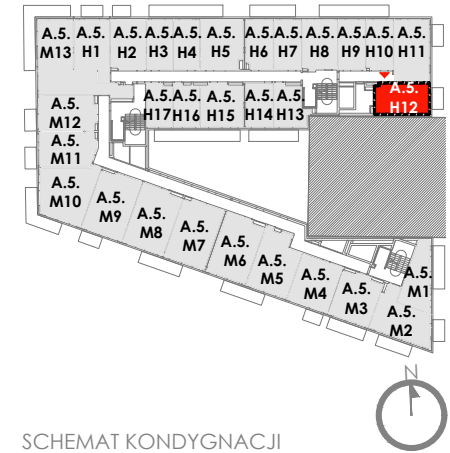 A.5. A.5. A.5. A.5. A.5. A.5. A.5. A.5. A.5. A.5. A.5. A.5.
M13 H1 H2 H3 H4 H5 H6 H7 H8 H9 H10 H11
A.5. A.5. A.5. A.5. A.5. A.5.
H17 H16 H15 H14 H13 H12
A.5.
M12
A.5.
M11
A.5.
M10
A.5.
M9
A.5.
M8
A.5.
M7
A.5.
M6
A.5.
M5
A.5.
M4
A.5.
M3
A.5.
M1
A.5.
M2
N
SCHEMAT KONDYGNACJI